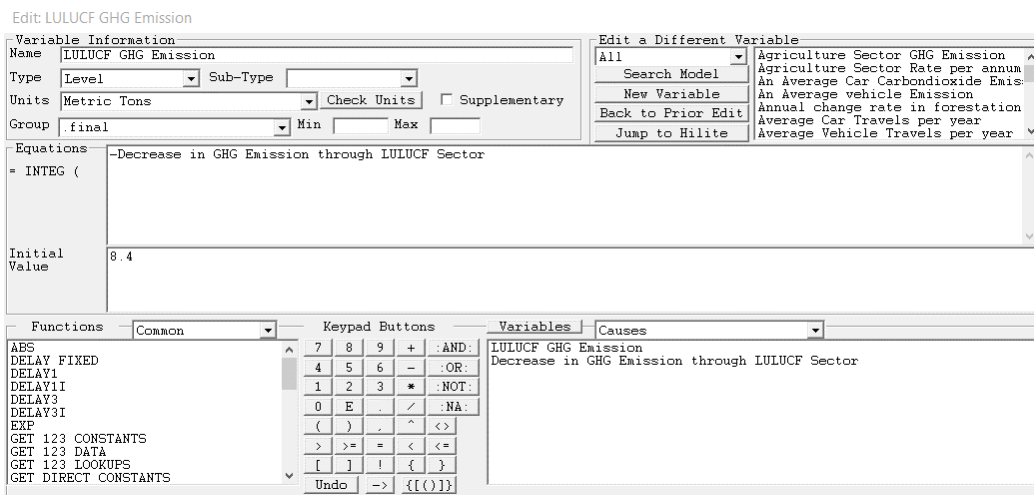 Edit: LULUCF GHG Emission
Variable Information
Name LULUCF GHG Emission
Type Level Sub-Type
Units Metric Tons Check Units Supplementary
Group .final Min Max
Edit a Different Variable
All
Search Model
New Variable
Back to Prior Edit
Jump to Hilite
Agriculture Sector GHG Emission
Agriculture Sector Rate per annum
An Average Car Carbondioxide Emis
An Average vehicle Emission
Annual change rate in forestation
Average Car Travels per year
Average Vehicle Travels per year
Equations
= INTEG (
-Decrease in GHG Emission through LULUCF Sector
Initial Value
8.4
Functions Common
ABS
DELAY FIXED
DELAY1
DELAY1I
DELAY3
DELAY3I
EXP
GET 123 CONSTANTS
GET 123 DATA
GET 123 LOOKUPS
GET DIRECT CONSTANTS
Keypad Buttons
7 8 9 + :AND:
4 5 6 - :OR:
1 2 3 * :NOT:
0 E . / :NA:
( ) , ^ <>
> >= = < <=
[ ] ! { }
Undo -> {[()]}
Variables Causes
LULUCF GHG Emission
Decrease in GHG Emission through LULUCF Sector